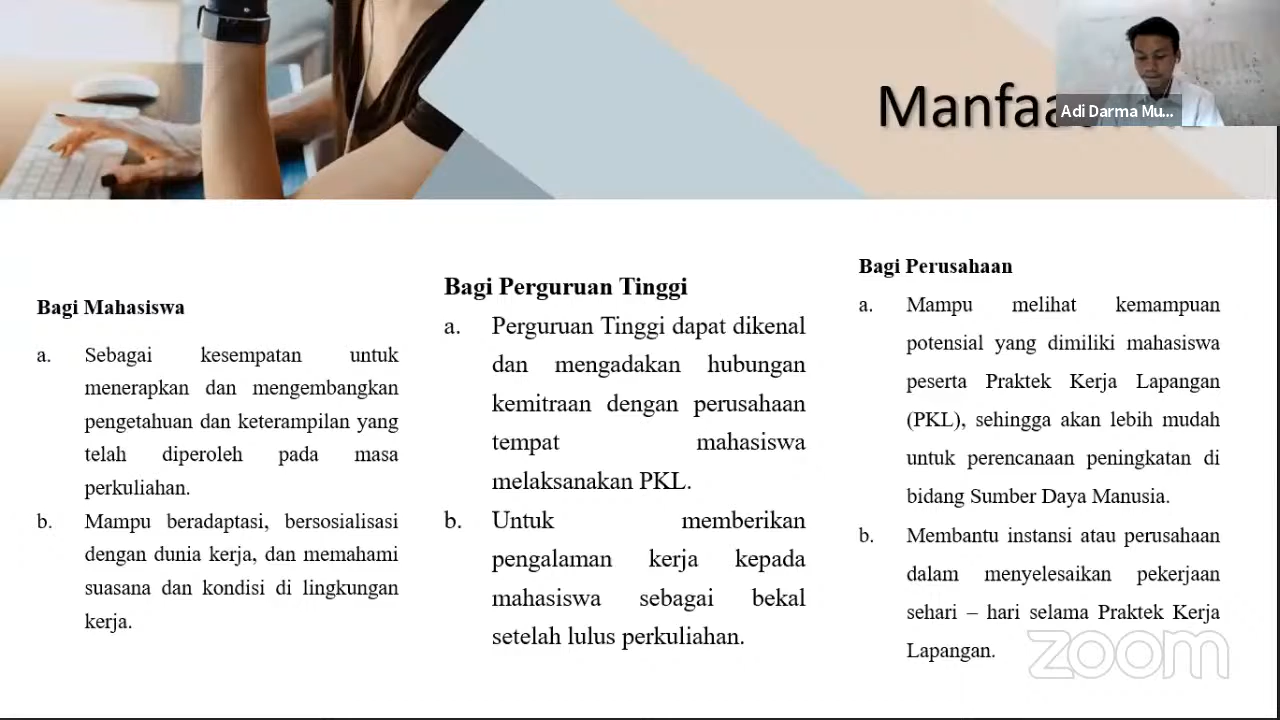 Manfaa
Adi Darma Mu...
Bagi Mahasiswa
a. Sebagai kesempatan untuk
menerapkan dan mengembangkan
pengetahuan dan keterampilan yang
telah diperoleh pada masa
perkuliahan.
b. Mampu beradaptasi, bersosialisasi
dengan dunia kerja, dan memahami
suasana dan kondisi di lingkungan
kerja.
Bagi Perguruan Tinggi
a. Perguruan Tinggi dapat dikenal
dan mengadakan hubungan
kemitraan dengan perusahaan
tempat mahasiswa
melaksanakan PKL.
b. Untuk memberikan
pengalaman kerja kepada
mahasiswa sebagai bekal
setelah lulus perkuliahan.
Bagi Perusahaan
a. Mampu melihat kemampuan
potensial yang dimiliki mahasiswa
peserta Praktek Kerja Lapangan
(PKL), sehingga akan lebih mudah
untuk perencanaan peningkatan di
bidang Sumber Daya Manusia.
b. Membantu instansi atau perusahaan
dalam menyelesaikan pekerjaan
sehari – hari selama Praktek Kerja
Lapangan.
zoom